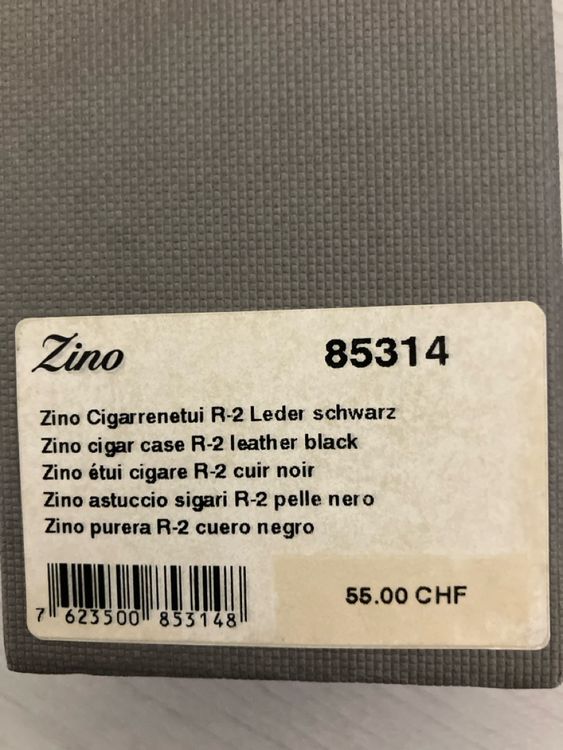 Zino
85314
Zino Cigarrenetui R-2 Leder schwarz
Zino cigar case R-2 leather black
Zino étui cigare R-2 cuir noir
Zino astuccio sigari R-2 pelle nero
Zino purera R-2 cuero negro
55.00 CHF
7 623500 853148